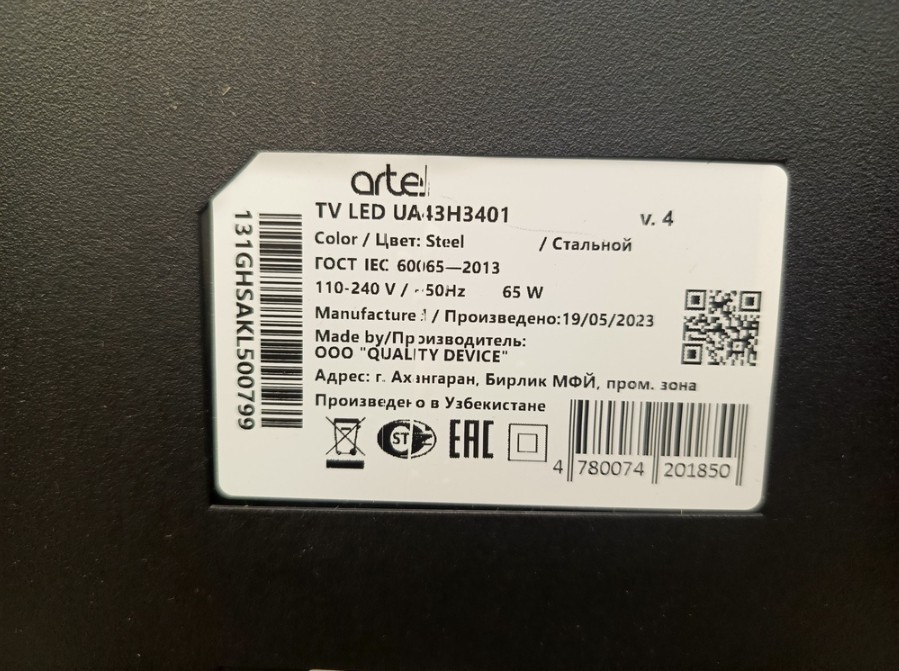 artel
TV LED UA43H3401 v. 4
Color / Цвет: Steel / Стальной
ГОСТ IEC 60065—2013
110-240 V / ~50Hz 65 W
Manufactured / Произведено:19/05/2023
Made by/Производитель:
ООО "QUALITY DEVICE"
Адрес: г. Ахангаран, Бирлик МФЙ, пром. зона
Произведено в Узбекистане
ST
EAC
4 780074 201850
131GHSAKL500799